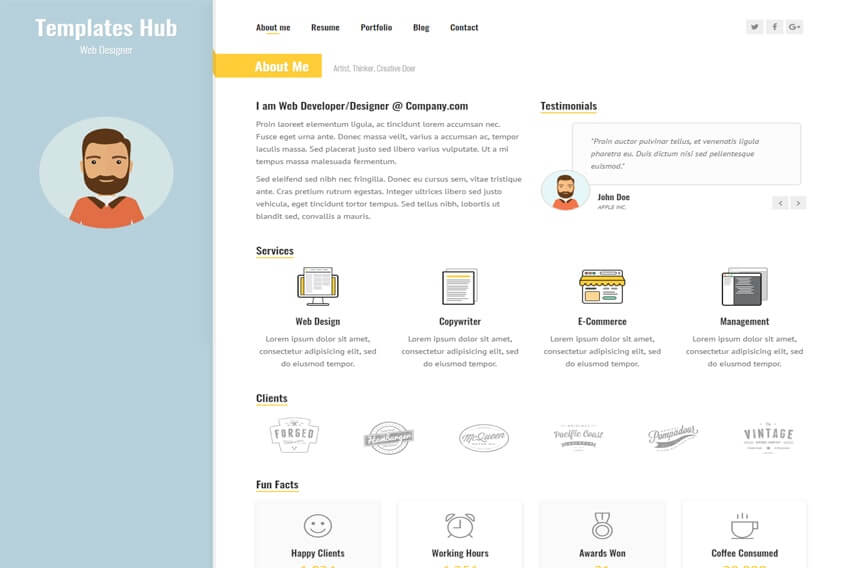 Templates Hub
Web Designer
About me Resume Portfolio Blog Contact
About Me
Artist, Thinker, Creative Doer
I am Web Developer/Designer @ Company.com
Proin laoreet elementum ligula, ac tincidunt lorem accumsan nec.
Fusce eget urna ante. Donec massa velit, varius a accumsan ac, tempor
iaculis massa. Sed placerat justo sed libero varius vulputate. Ut a mi
tempus massa malesuada fermentum.
Sed eleifend sed nibh nec fringilla. Donec eu cursus sem, vitae tristique
ante. Cras pretium rutrum egestas. Integer ultrices libero sed justo
vehicula, eget tincidunt tortor tempus. Sed tellus nibh, lobortis ut
blandit sed, convallis a mauris.
Testimonials
"Proin auctor pulvinar tellus, et venenatis ligula
pharetra eu. Duis dictum nisi sed pellentesque
euismod."
John Doe
APPLE INC.
Services
Web Design
Lorem ipsum dolor sit amet,
consectetur adipisicing elit, sed
do eiusmod tempor.
Copywriter
Lorem ipsum dolor sit amet,
consectetur adipisicing elit, sed
do eiusmod tempor.
E-Commerce
Lorem ipsum dolor sit amet,
consectetur adipisicing elit, sed
do eiusmod tempor.
Management
Lorem ipsum dolor sit amet,
consectetur adipisicing elit, sed
do eiusmod tempor.
Clients
FORGED
Hamburger
McQueen
Pacific Coast
Pompadour
VINTAGE
Fun Facts
Happy Clients
Working Hours
Awards Won
Coffee Consumed